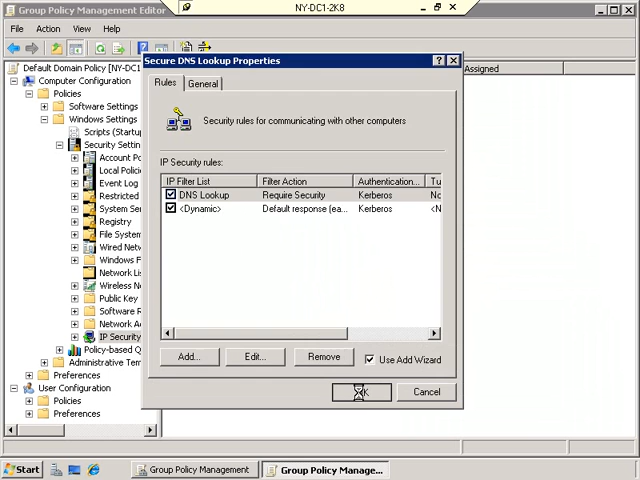 Group Policy Management Editor
NY-DC1-2K8
File Action View Help
Default Domain Policy [NY-DC1
Computer Configuration
Policies
Software Settings
Windows Settings
Scripts (Startu
Security Settin
Account Po
Local Polici
Event Log
Restricted
System Ser
Registry
File System
Wired Netw
Windows F
Network Lis
Wireless N
Public Key
Software R
Network Ac
IP Security
Policy-based Q
Administrative Tem
Preferences
User Configuration
Policies
Preferences
Assigned
Secure DNS Lookup Properties
Rules General
Security rules for communicating with other computers
IP Security rules:
IP Filter List Filter Action Authentication... Tu
DNS Lookup Require Security Kerberos No
<Dynamic> Default response (ea... Kerberos <N
Add... Edit... Remove Use Add Wizard
Cancel
Start Group Policy Management Group Policy Manage...